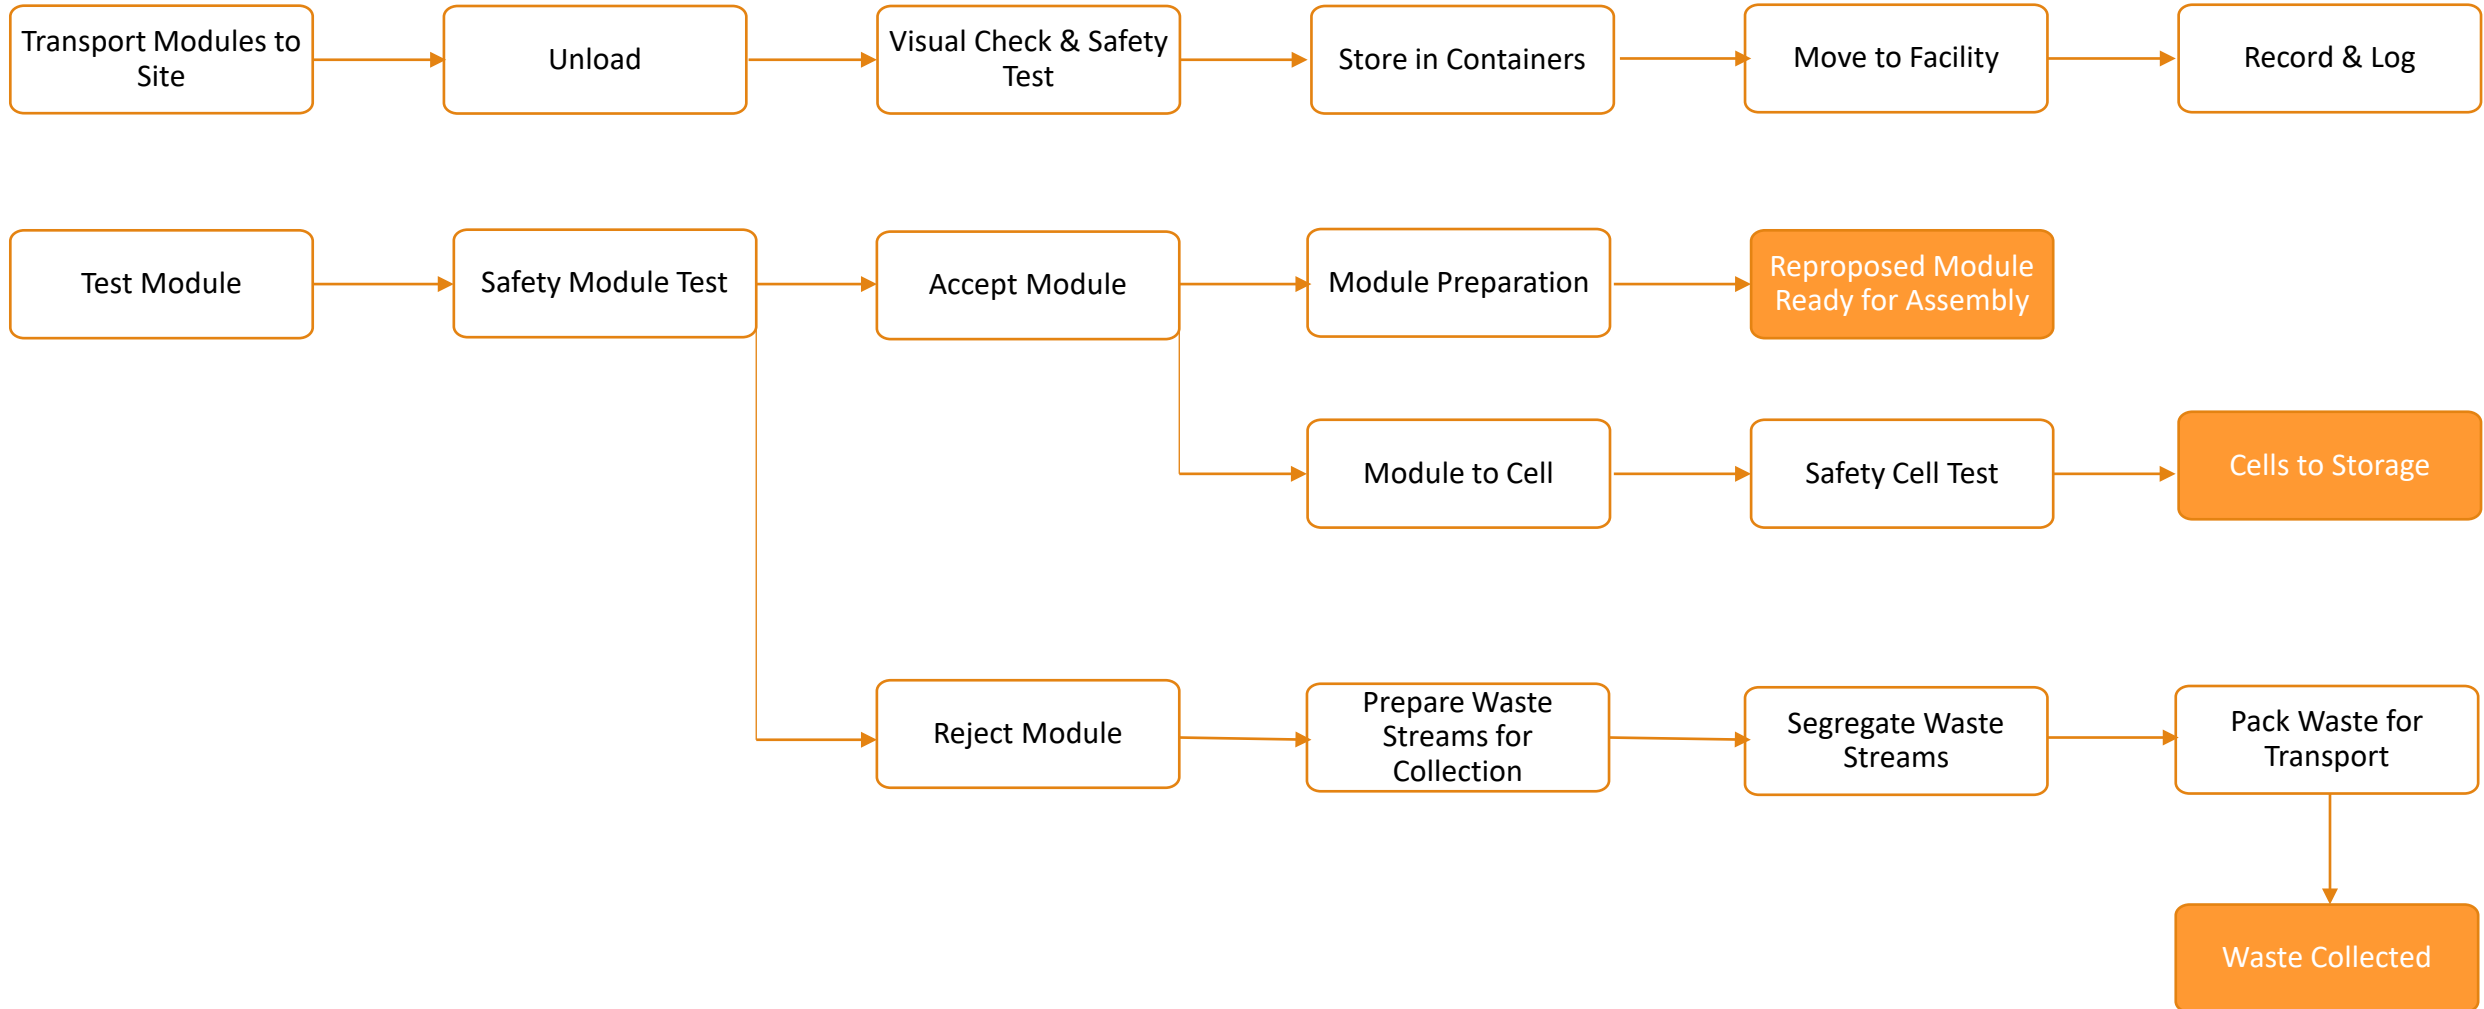 Transport Modules to
Site
Unload
Visual Check & Safety
Test
Store in Containers
Move to Facility
Record & Log
Test Module
Safety Module Test
Accept Module
Module Preparation
Reproposed Module
Ready for Assembly
Module to Cell
Safety Cell Test
Cells to Storage
Reject Module
Prepare Waste
Streams for
Collection
Segregate Waste
Streams
Pack Waste for
Transport
Waste Collected